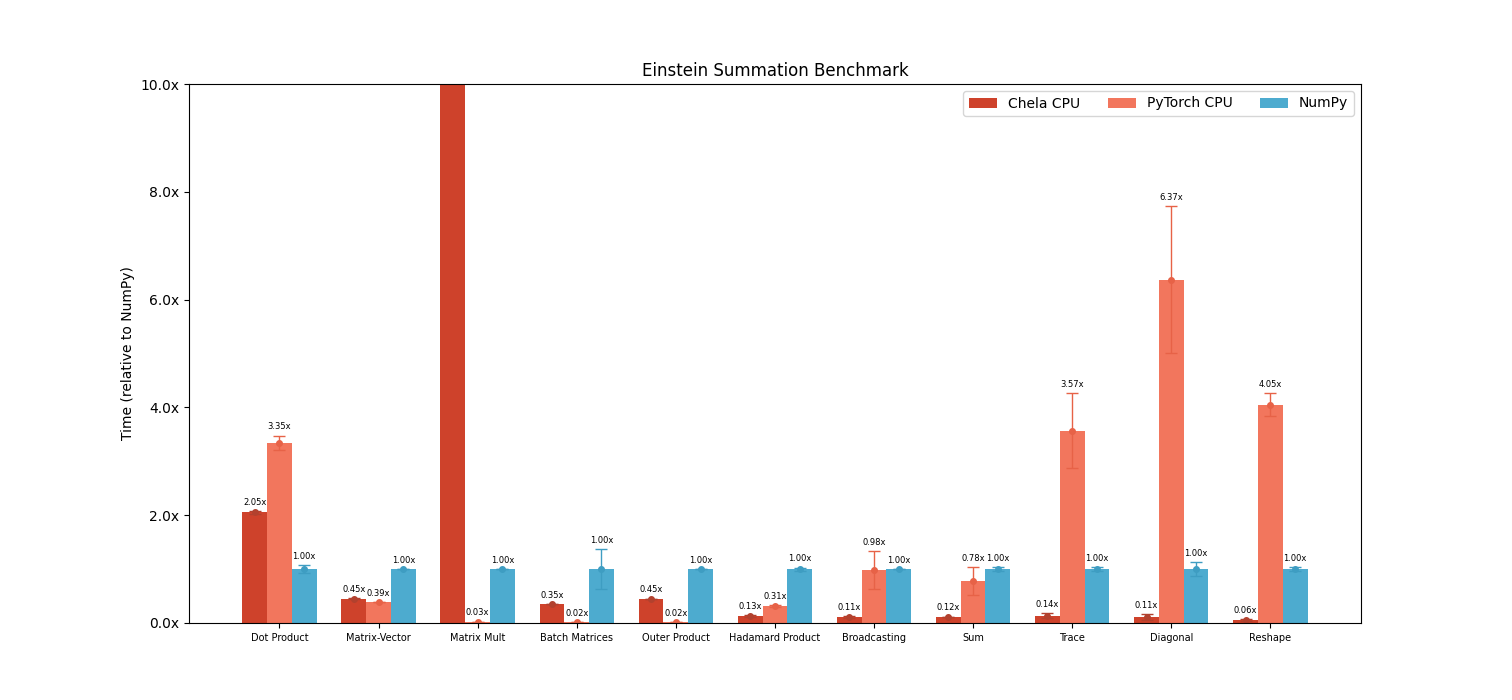 Einstein Summation Benchmark
Chela CPU PyTorch CPU NumPy
Time (relative to NumPy)
10.0x
8.0x
6.0x
4.0x
2.0x
0.0x
2.05x 3.35x 1.00x
0.45x 0.39x 1.00x
0.03x 1.00x
0.35x 0.02x 1.00x
0.45x 0.02x 1.00x
0.13x 0.31x 1.00x
0.11x 0.98x 1.00x
0.12x 0.78x 1.00x
0.14x 3.57x 1.00x
0.11x 6.37x 1.00x
0.06x 4.05x 1.00x
Dot Product Matrix-Vector Matrix Mult Batch Matrices Outer Product Hadamard Product Broadcasting Sum Trace Diagonal Reshape